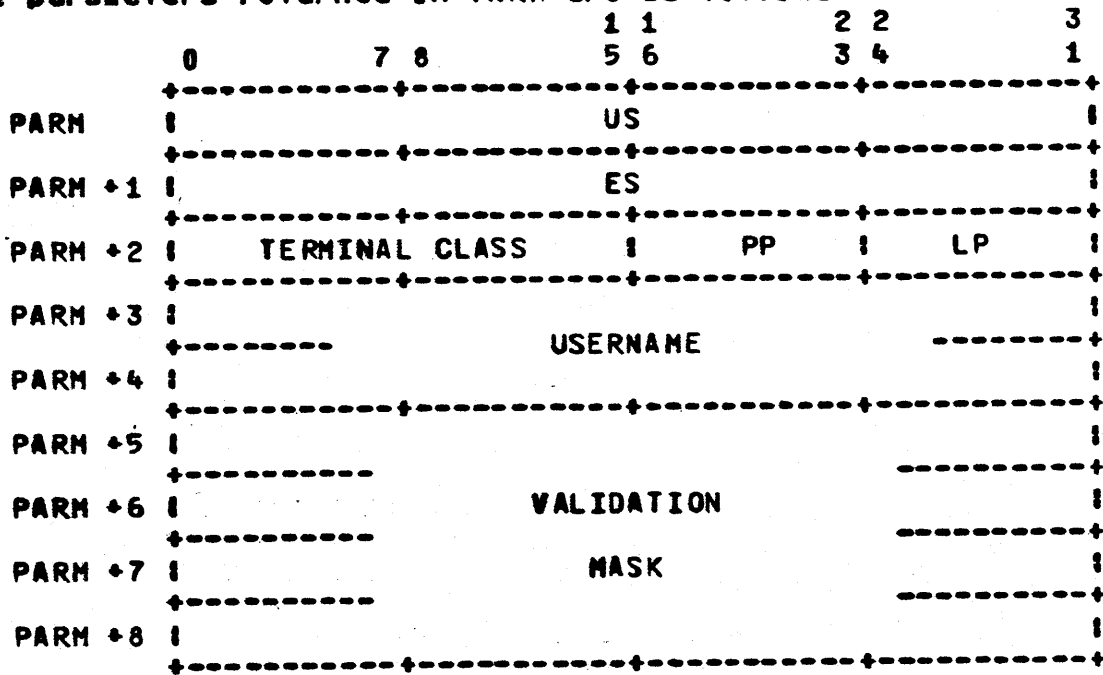 1 1 2 2 3
0 7 8 5 6 3 4 1
PARM US
PARM +1 ES
PARM +2 TERMINAL CLASS PP LP
PARM +3
USERNAME
PARM +4
PARM +5
PARM +6 VALIDATION
PARM +7 MASK
PARM +8